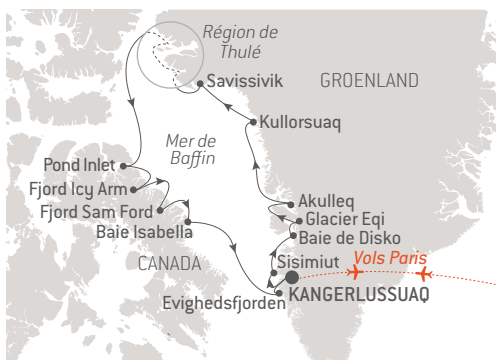 Région de
Thulé
Savissivik
GROENLAND
Kullorsuaq
Mer de
Baffin
Pond Inlet
Fjord Icy Arm
Akulleq
Fjord Sam Ford
Glacier Eqi
Baie Isabella
Baie de Disko
Sisimiut
Vols Paris
CANADA
KANGERLUSSUAQ
Evighedsfjorden